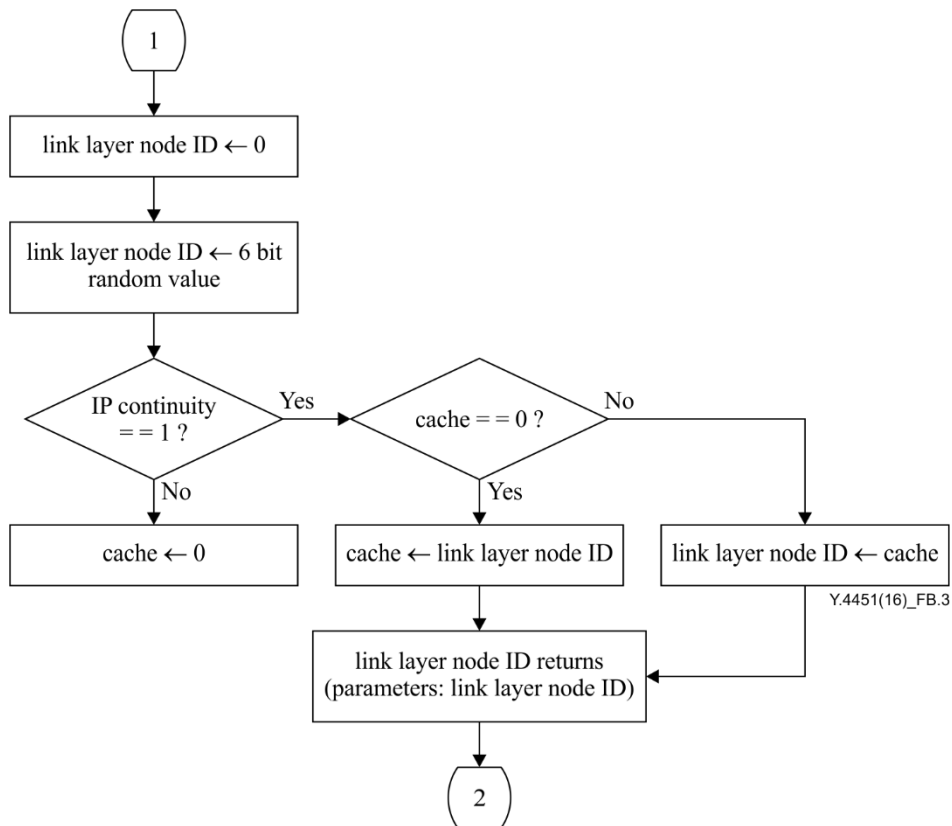 1
link layer node ID ← 0
link layer node ID ← 6 bit
random value
IP continuity
= = 1 ?
Yes
No
cache ← 0
cache = = 0 ?
No
Yes
cache ← link layer node ID
link layer node ID ← cache
Y.4451(16)_FB.3
link layer node ID returns
(parameters: link layer node ID)
2